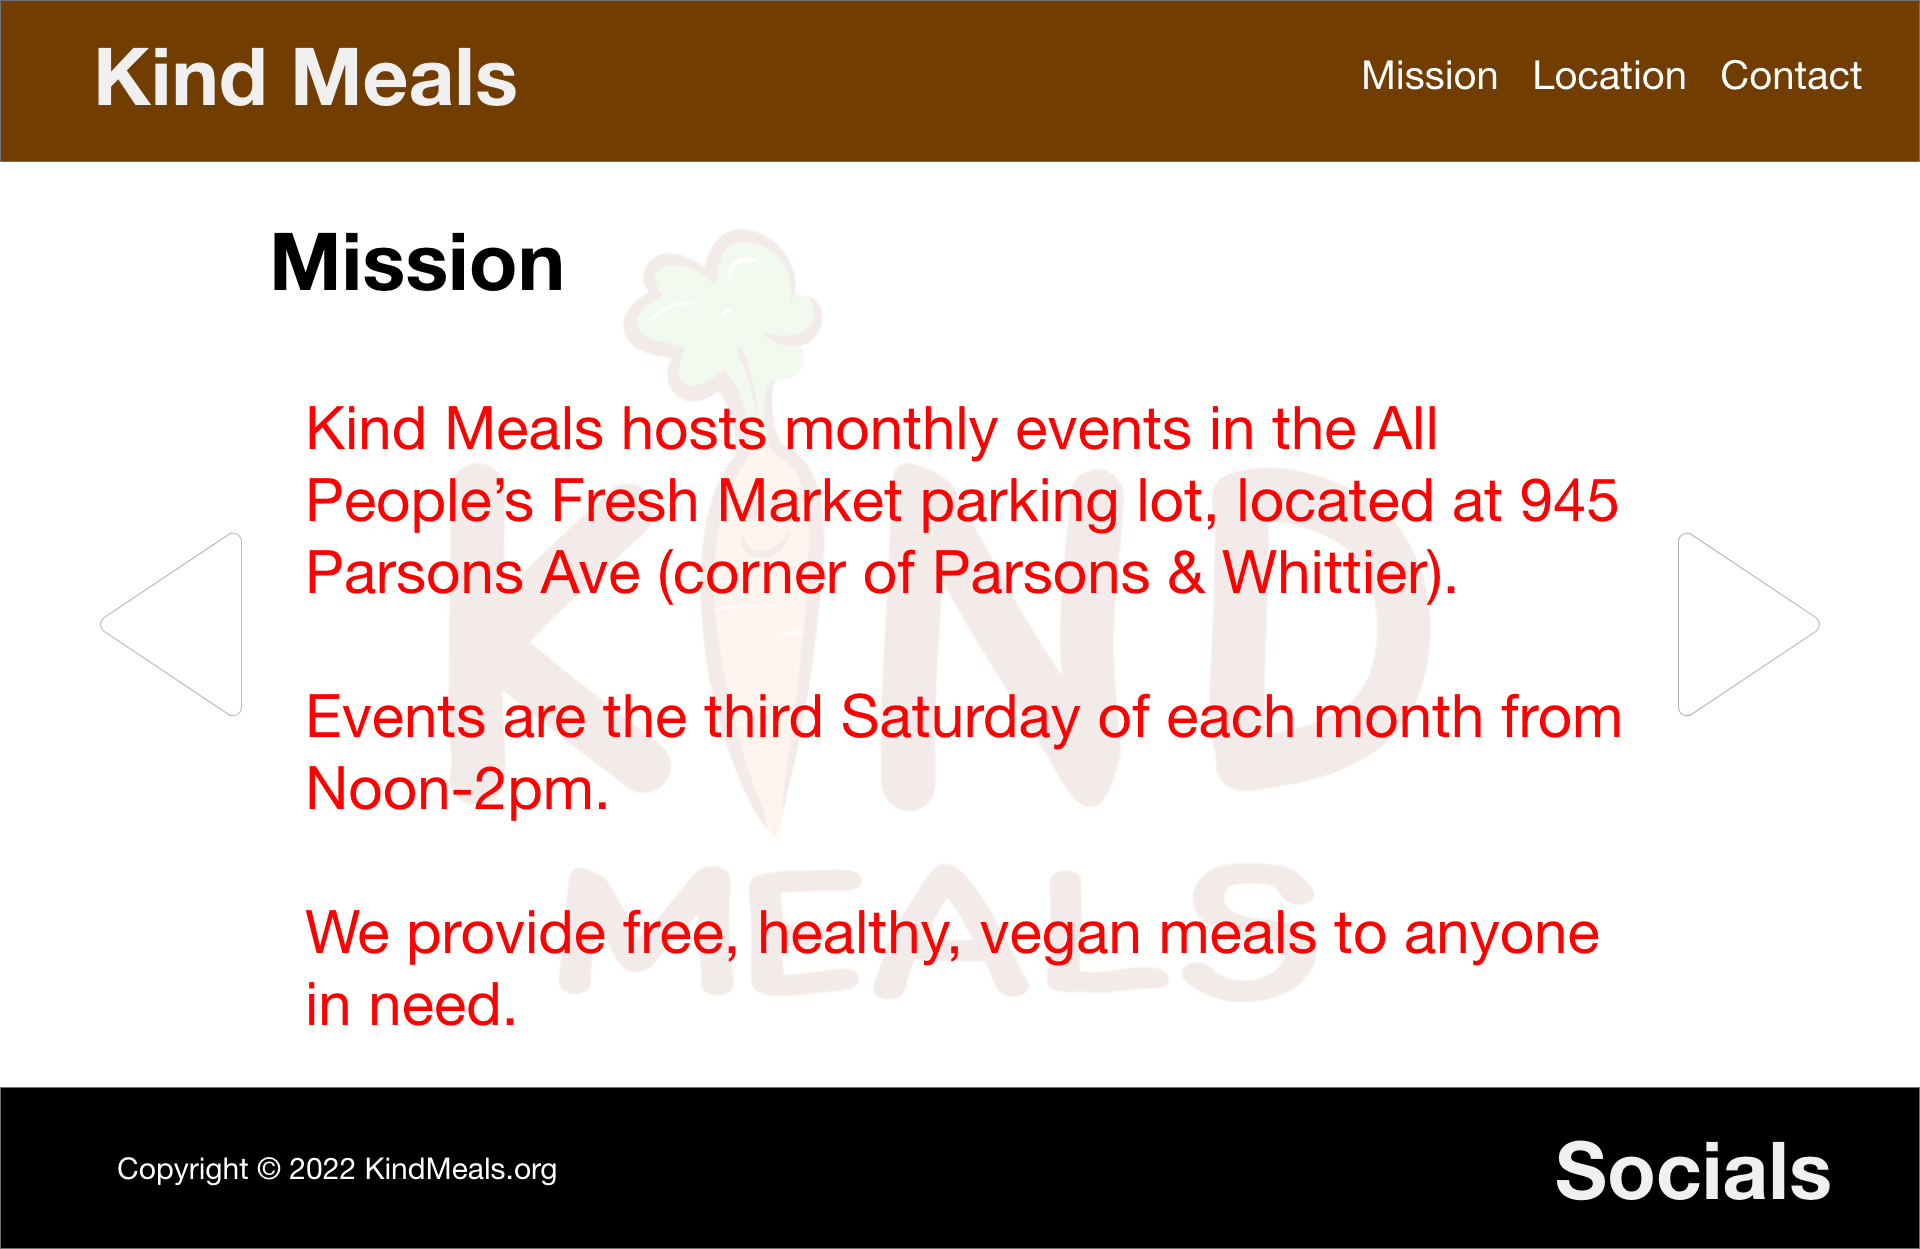 Kind Meals
Mission Location Contact
Mission
Kind Meals hosts monthly events in the All
People’s Fresh Market parking lot, located at 945
Parsons Ave (corner of Parsons & Whittier).
Events are the third Saturday of each month from
Noon-2pm.
We provide free, healthy, vegan meals to anyone
in need.
KIND
MEALS
Copyright © 2022 KindMeals.org
Socials